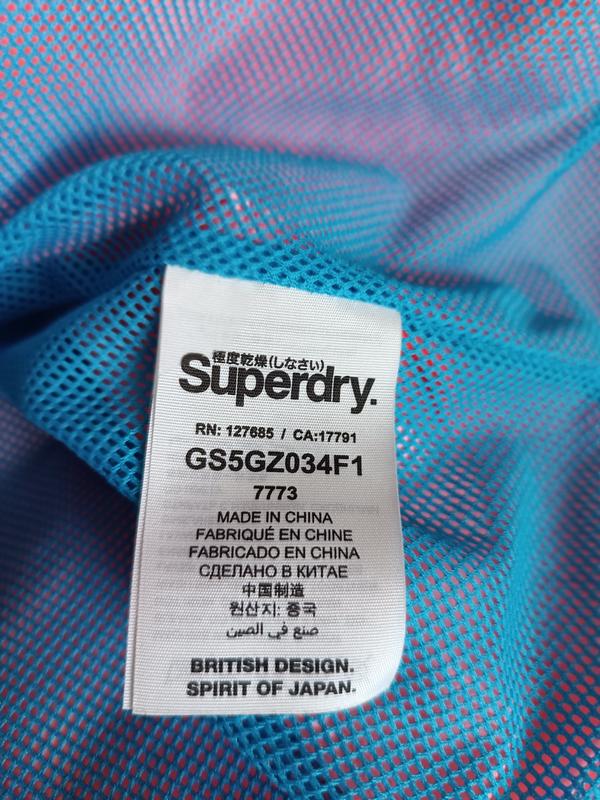 極度乾燥(しなさい)
Superdry.
RN: 127685 / CA:17791
GS5GZ034F1
7773
MADE IN CHINA
FABRIQUÉ EN CHINE
FABRICADO EN CHINA
СДЕЛАНО В КИТАЕ
中国制造
원산지: 중국
صنع في الصين
BRITISH DESIGN.
SPIRIT OF JAPAN.